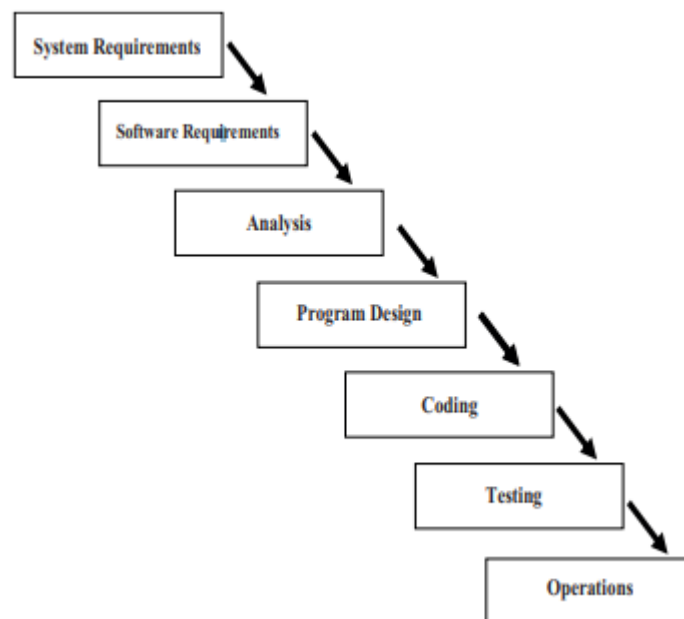 System Requirements
Software Requirements
Analysis
Program Design
Coding
Testing
Operations